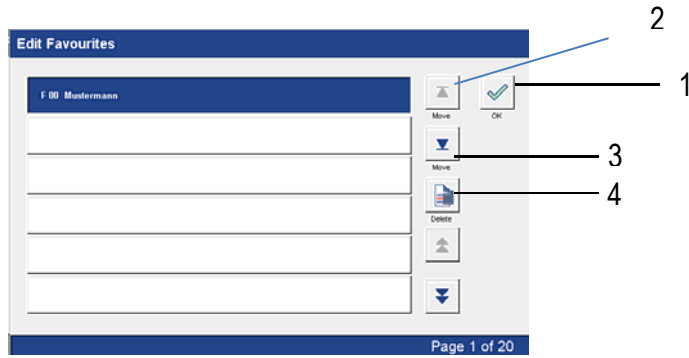 2
Edit Favourites
F 00 Mustermann
1
Move
OK
3
Move
4
Delete
Page 1 of 20